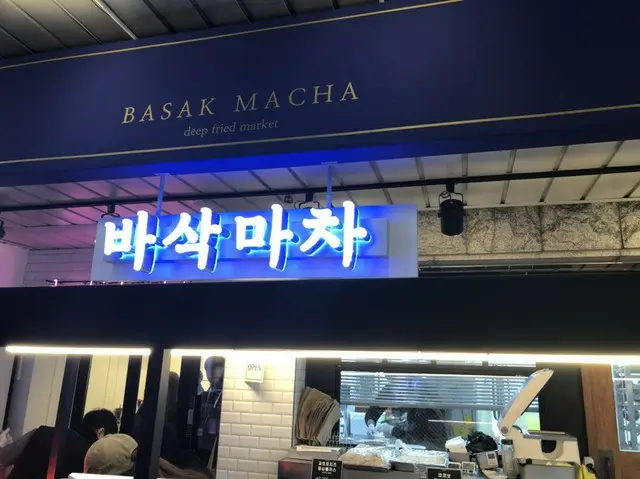 BASAK MACHA
deep fried market
바삭마차
OPEN